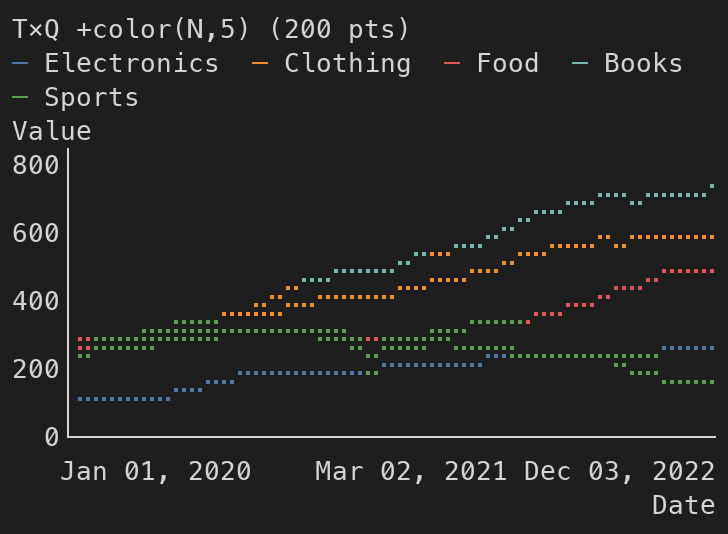 T×Q +color(N,5) (200 pts)
Electronics Clothing Food Books
Sports
Value
800
600
400
200
0
Jan 01, 2020 Mar 02, 2021 Dec 03, 2022
Date